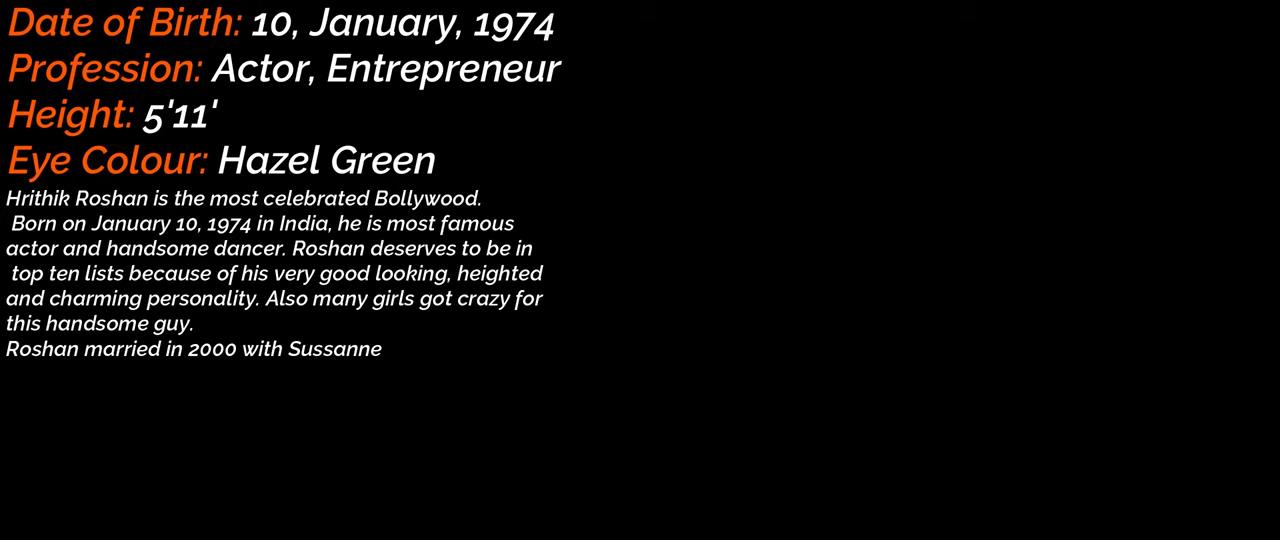 Date of Birth: 10, January, 1974
Profession: Actor, Entrepreneur
Height: 5'11'
Eye Colour: Hazel Green
Hrithik Roshan is the most celebrated Bollywood.
Born on January 10, 1974 in India, he is most famous
actor and handsome dancer. Roshan deserves to be in
top ten lists because of his very good looking, heighted
and charming personality. Also many girls got crazy for
this handsome guy.
Roshan married in 2000 with Sussanne